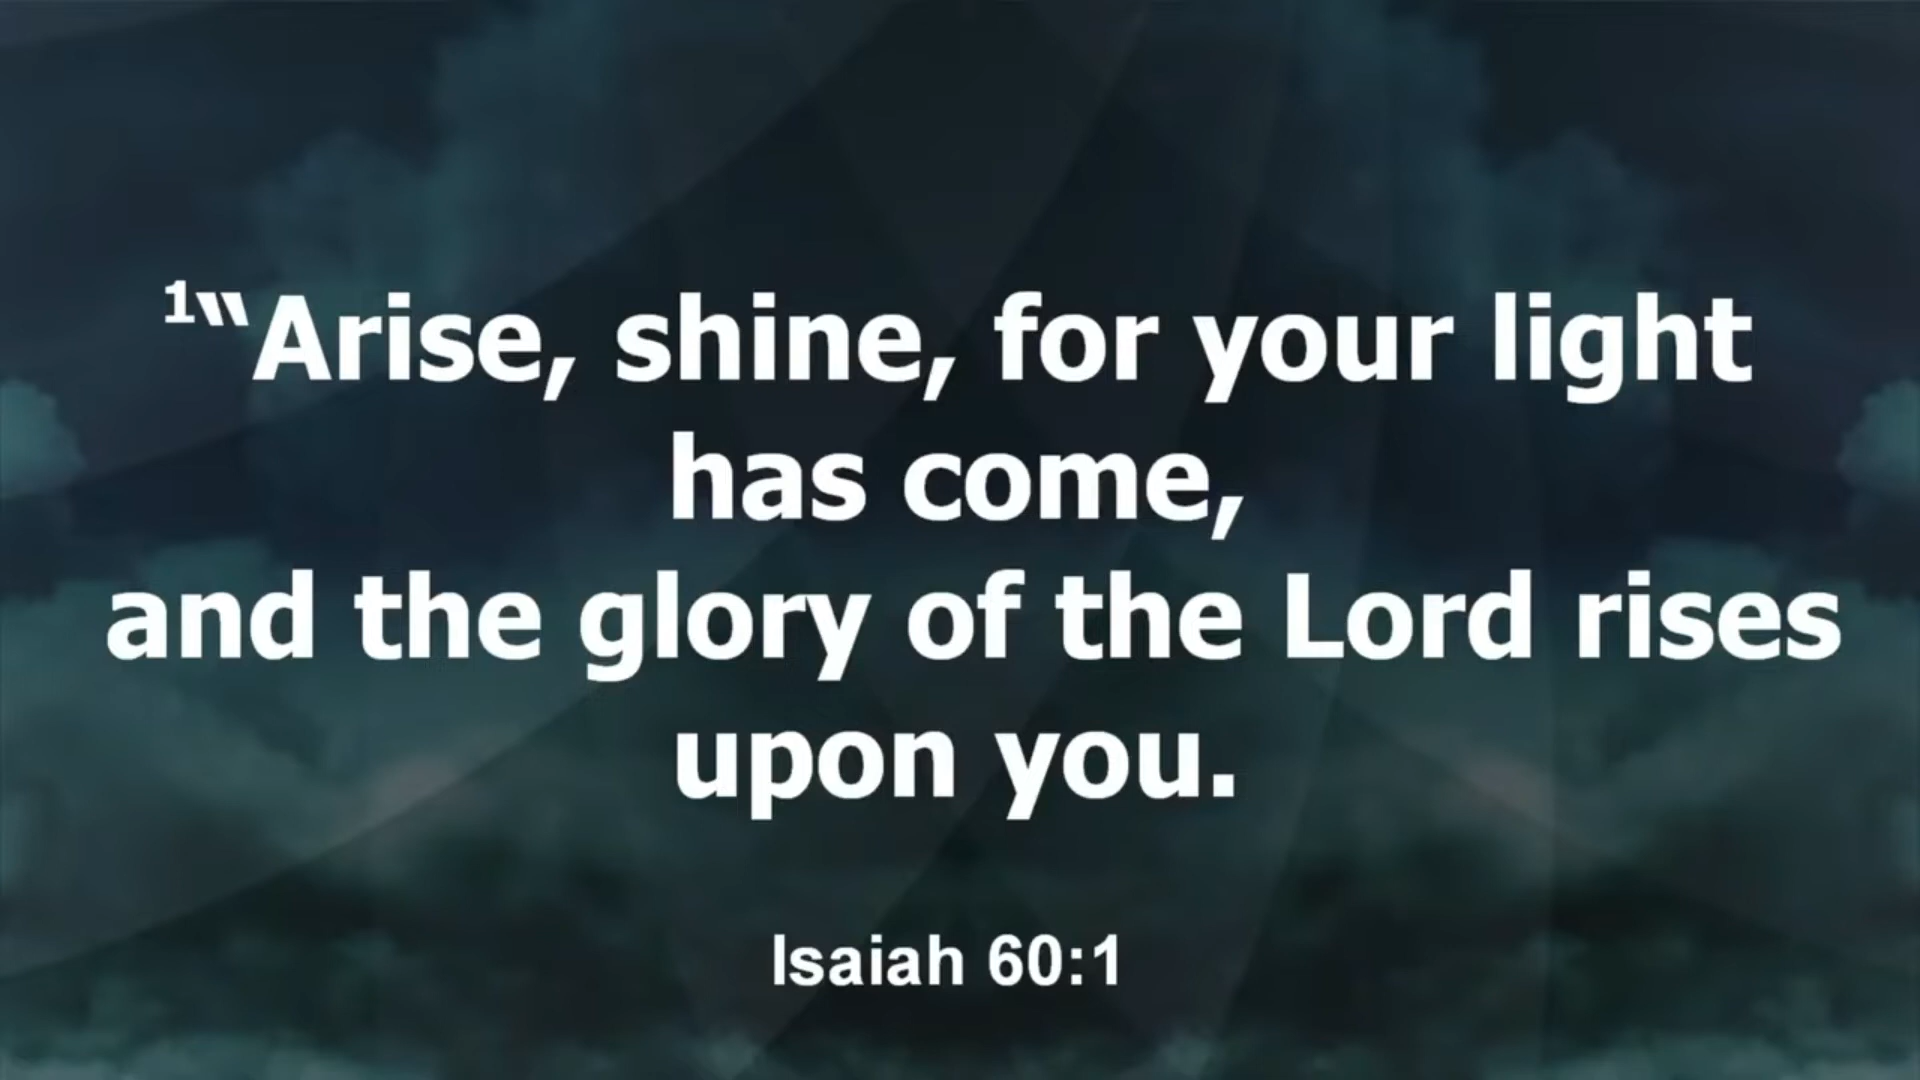 ¹“Arise, shine, for your light
has come,
and the glory of the Lord rises
upon you.
Isaiah 60:1